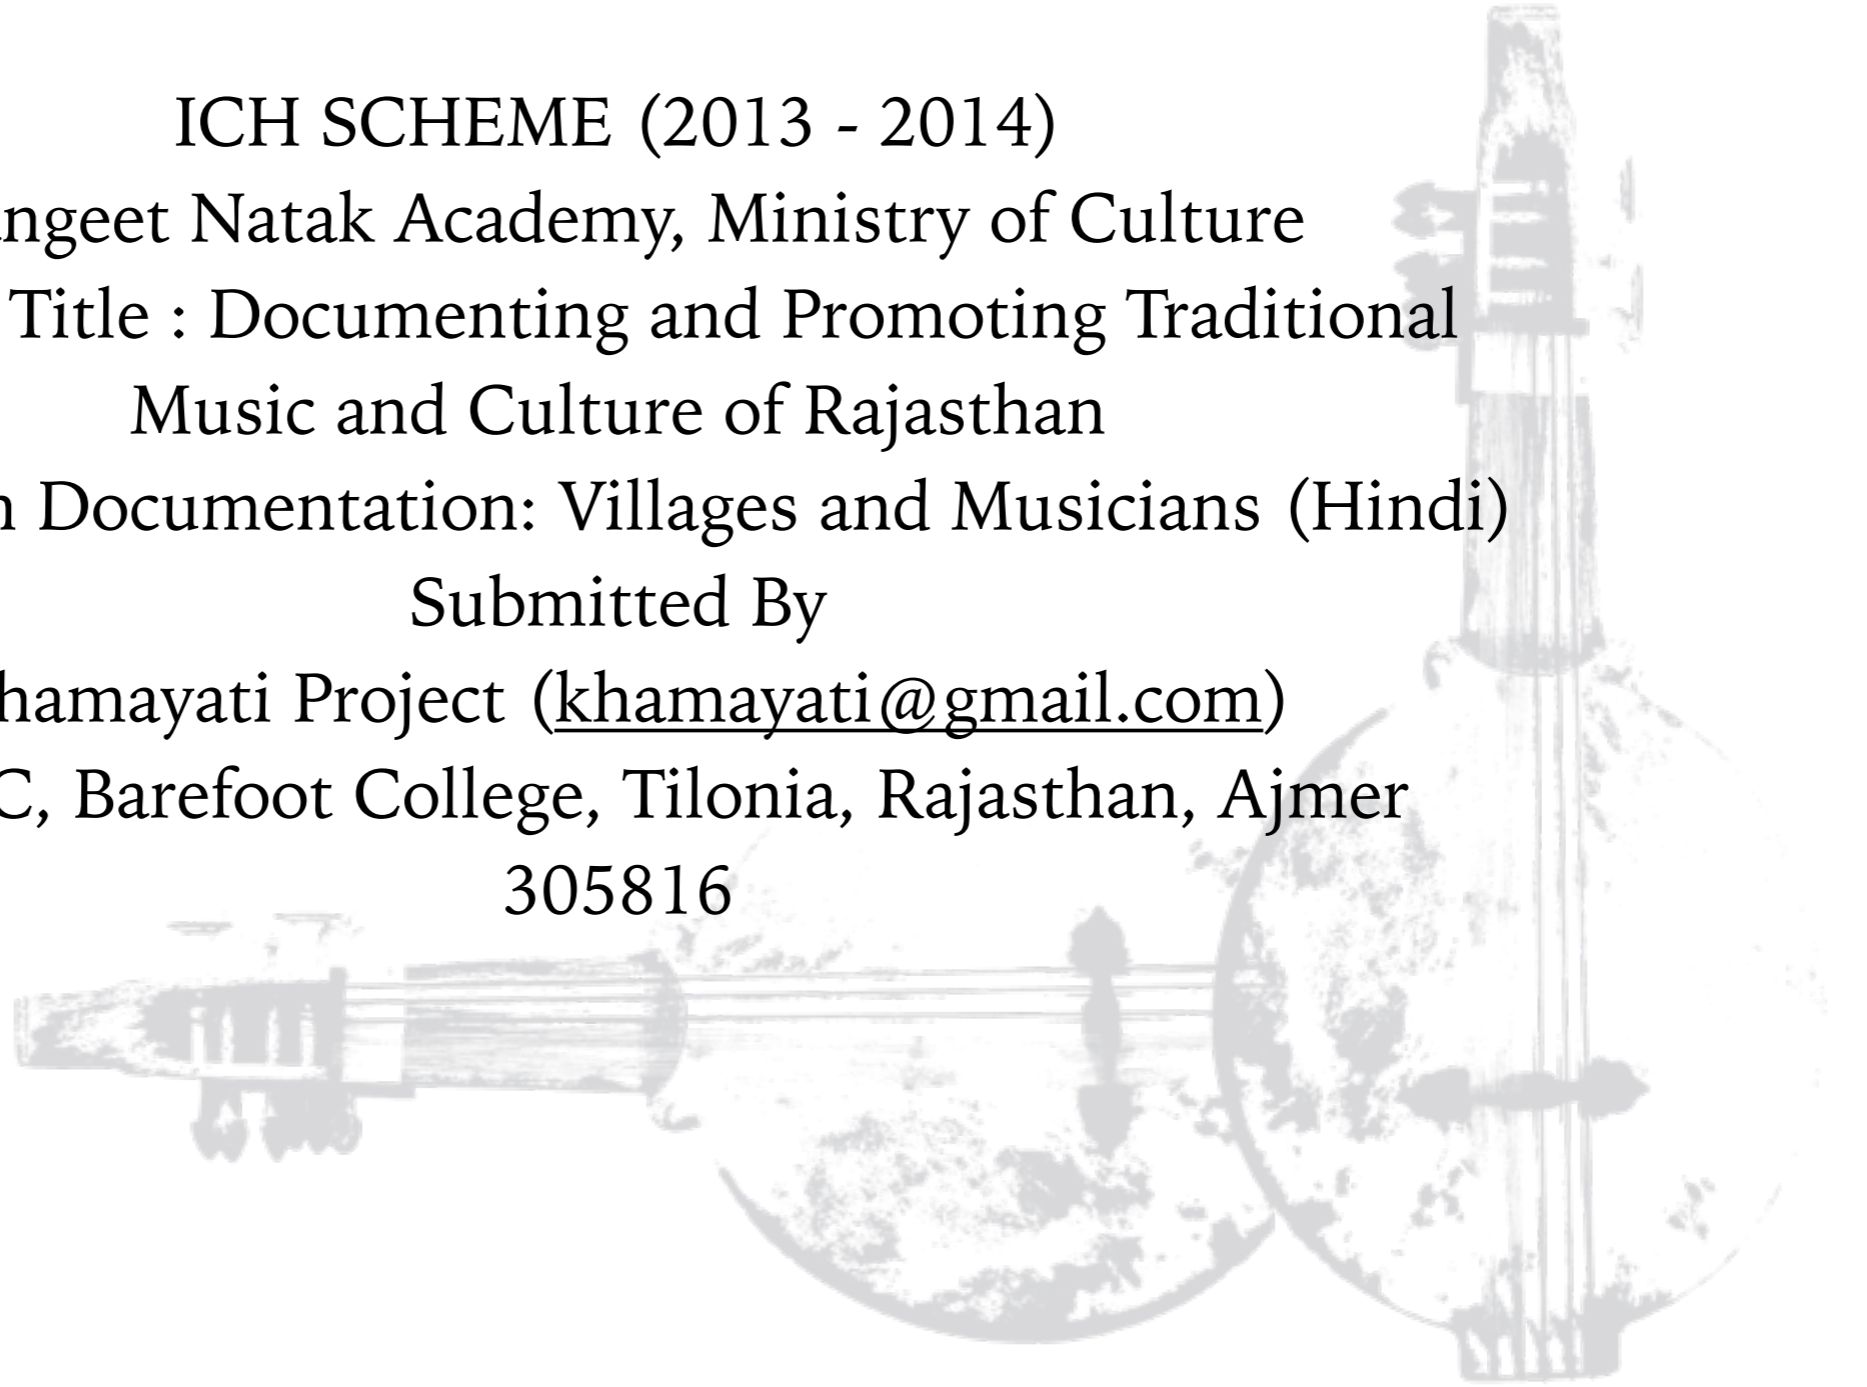 ICH SCHEME (2013 - 2014)
ngeet Natak Academy, Ministry of Culture
Title : Documenting and Promoting Traditional
Music and Culture of Rajasthan
n Documentation: Villages and Musicians (Hindi)
Submitted By
hamayati Project (khamayati@gmail.com)
C, Barefoot College, Tilonia, Rajasthan, Ajmer
305816